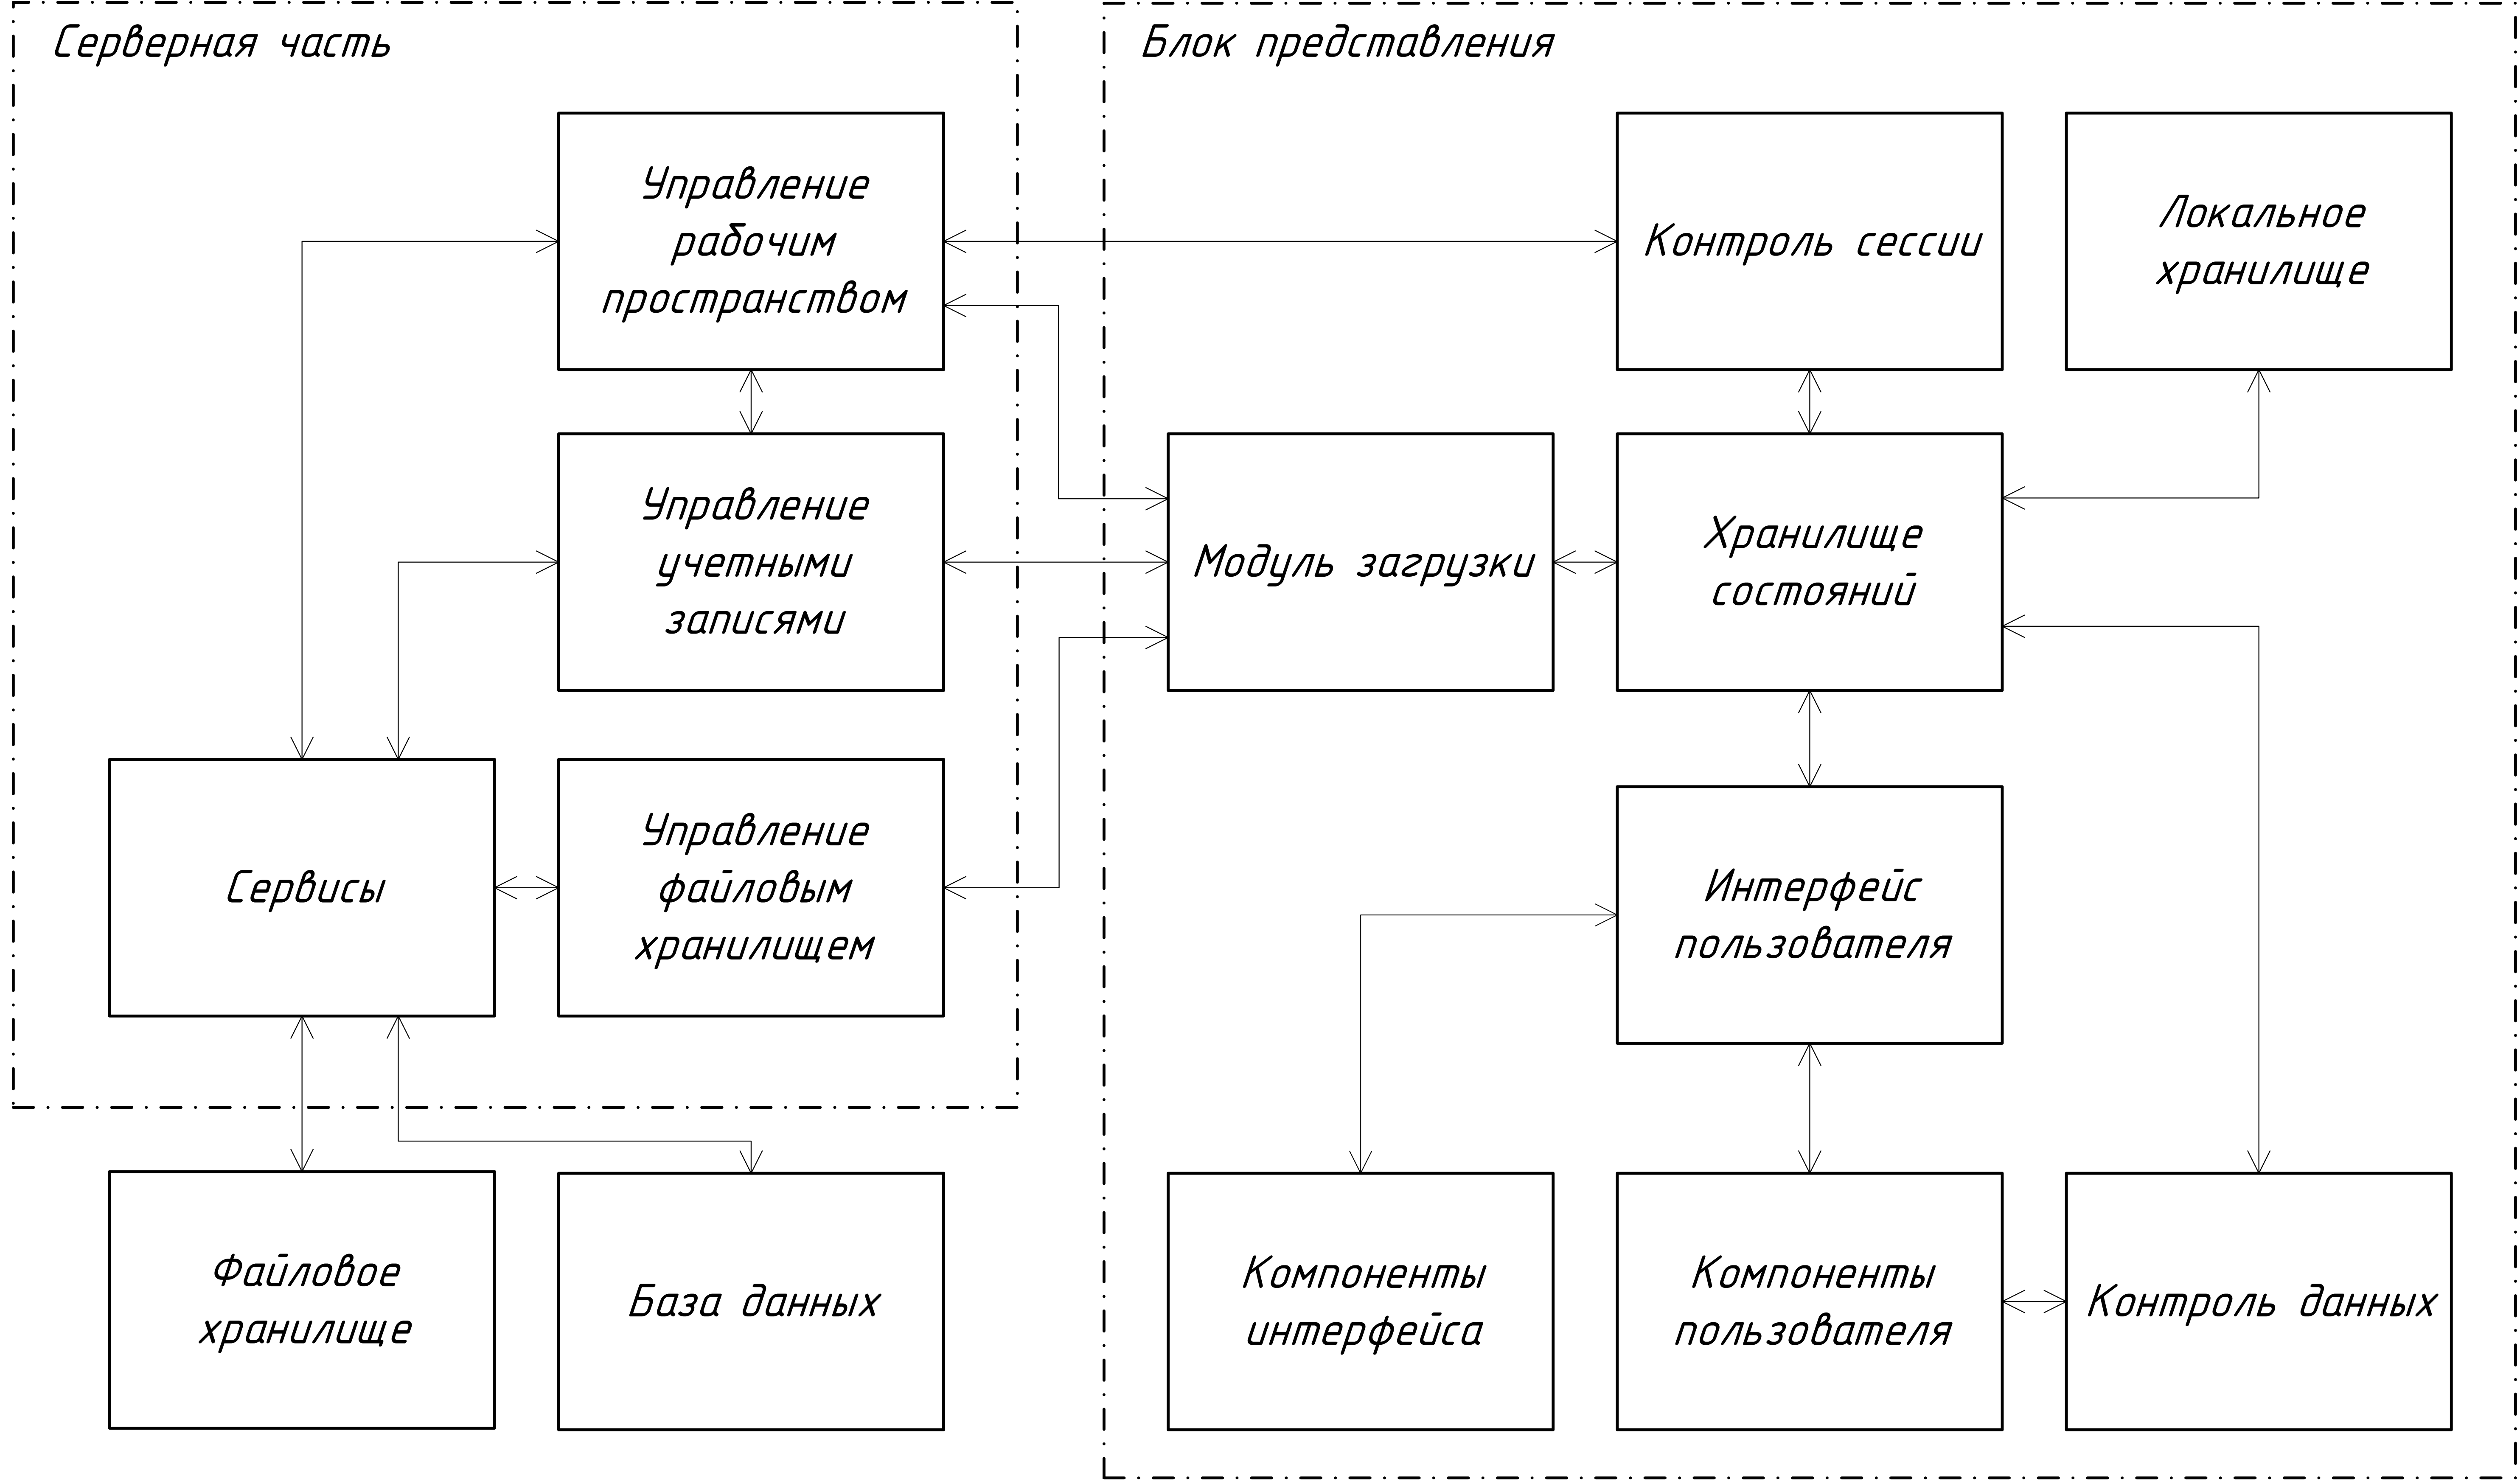 Серверная часть
Блок представления
Управление
рабочим
пространством
Контроль сессии
Локальное
хранилище
Управление
учетными
записями
Модуль загрузки
Хранилище
состояний
Сервисы
Управление
файловым
хранилищем
Интерфейс
пользователя
Файловое
хранилище
База данных
Компоненты
интерфейса
Компоненты
пользователя
Контроль данных